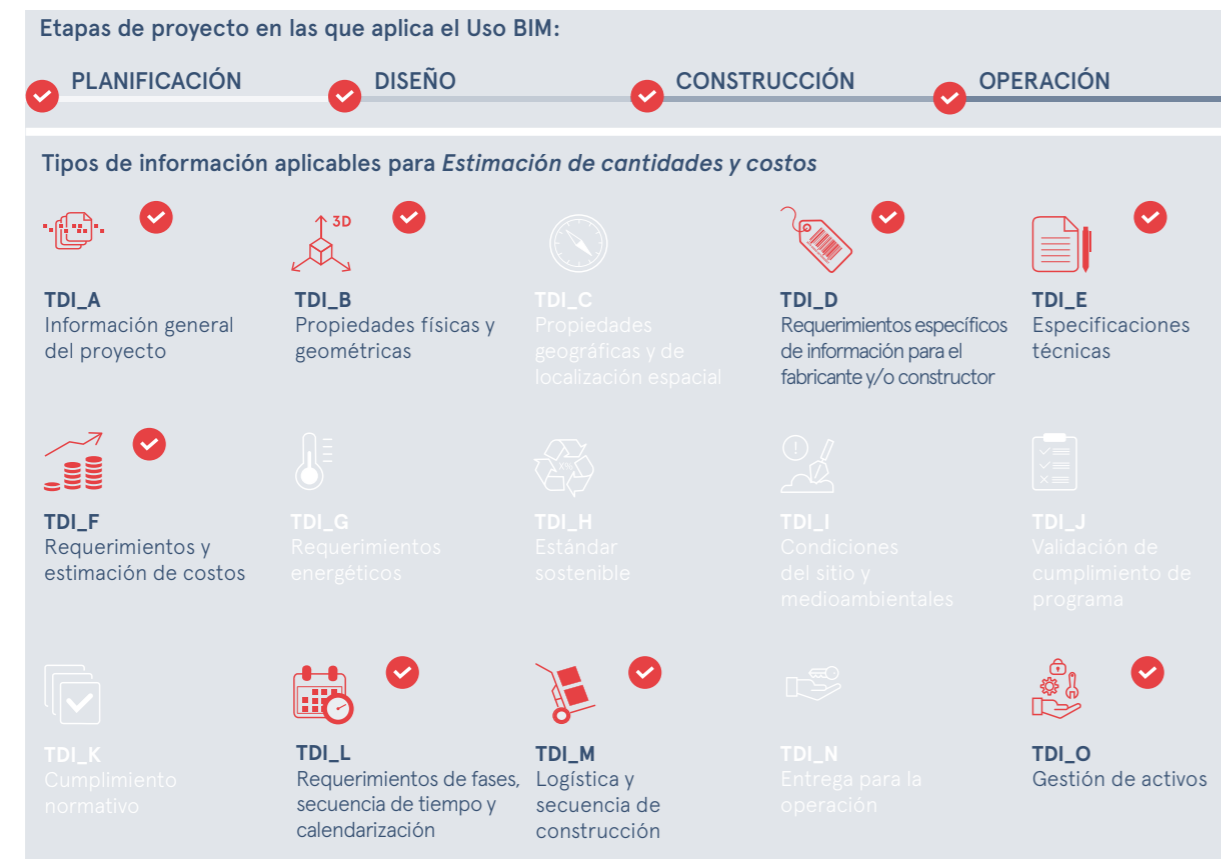 Etapas de proyecto en las que aplica el Uso BIM:
PLANIFICACIÓN
DISEÑO
CONSTRUCCIÓN
OPERACIÓN
Tipos de información aplicables para Estimación de cantidades y costos
TDI_A
Información general
del proyecto
3D
TDI_B
Propiedades físicas y
geométricas
TDI_C
Propiedades
geográficas y de
localización espacial
TDI_D
Requerimientos específicos
de información para el
fabricante y/o constructor
TDI_E
Especificaciones
técnicas
TDI_F
Requerimientos y
estimación de costos
TDI_G
Requerimientos
energéticos
X%
TDI_H
Estándar
sostenible
TDI_I
Condiciones
del sitio y
medioambientales
TDI_J
Validación de
cumplimiento de
programa
TDI_K
Cumplimiento
normativo
TDI_L
Requerimientos de fases,
secuencia de tiempo y
calendarización
TDI_M
Logística y
secuencia de
construcción
TDI_N
Entrega para la
operación
TDI_O
Gestión de activos